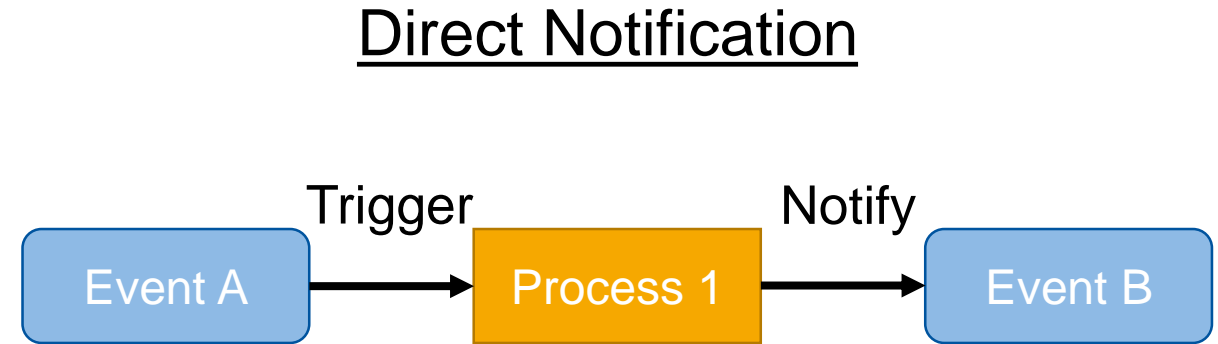 Direct Notification
Trigger
Notify
Event A
Process 1
Event B